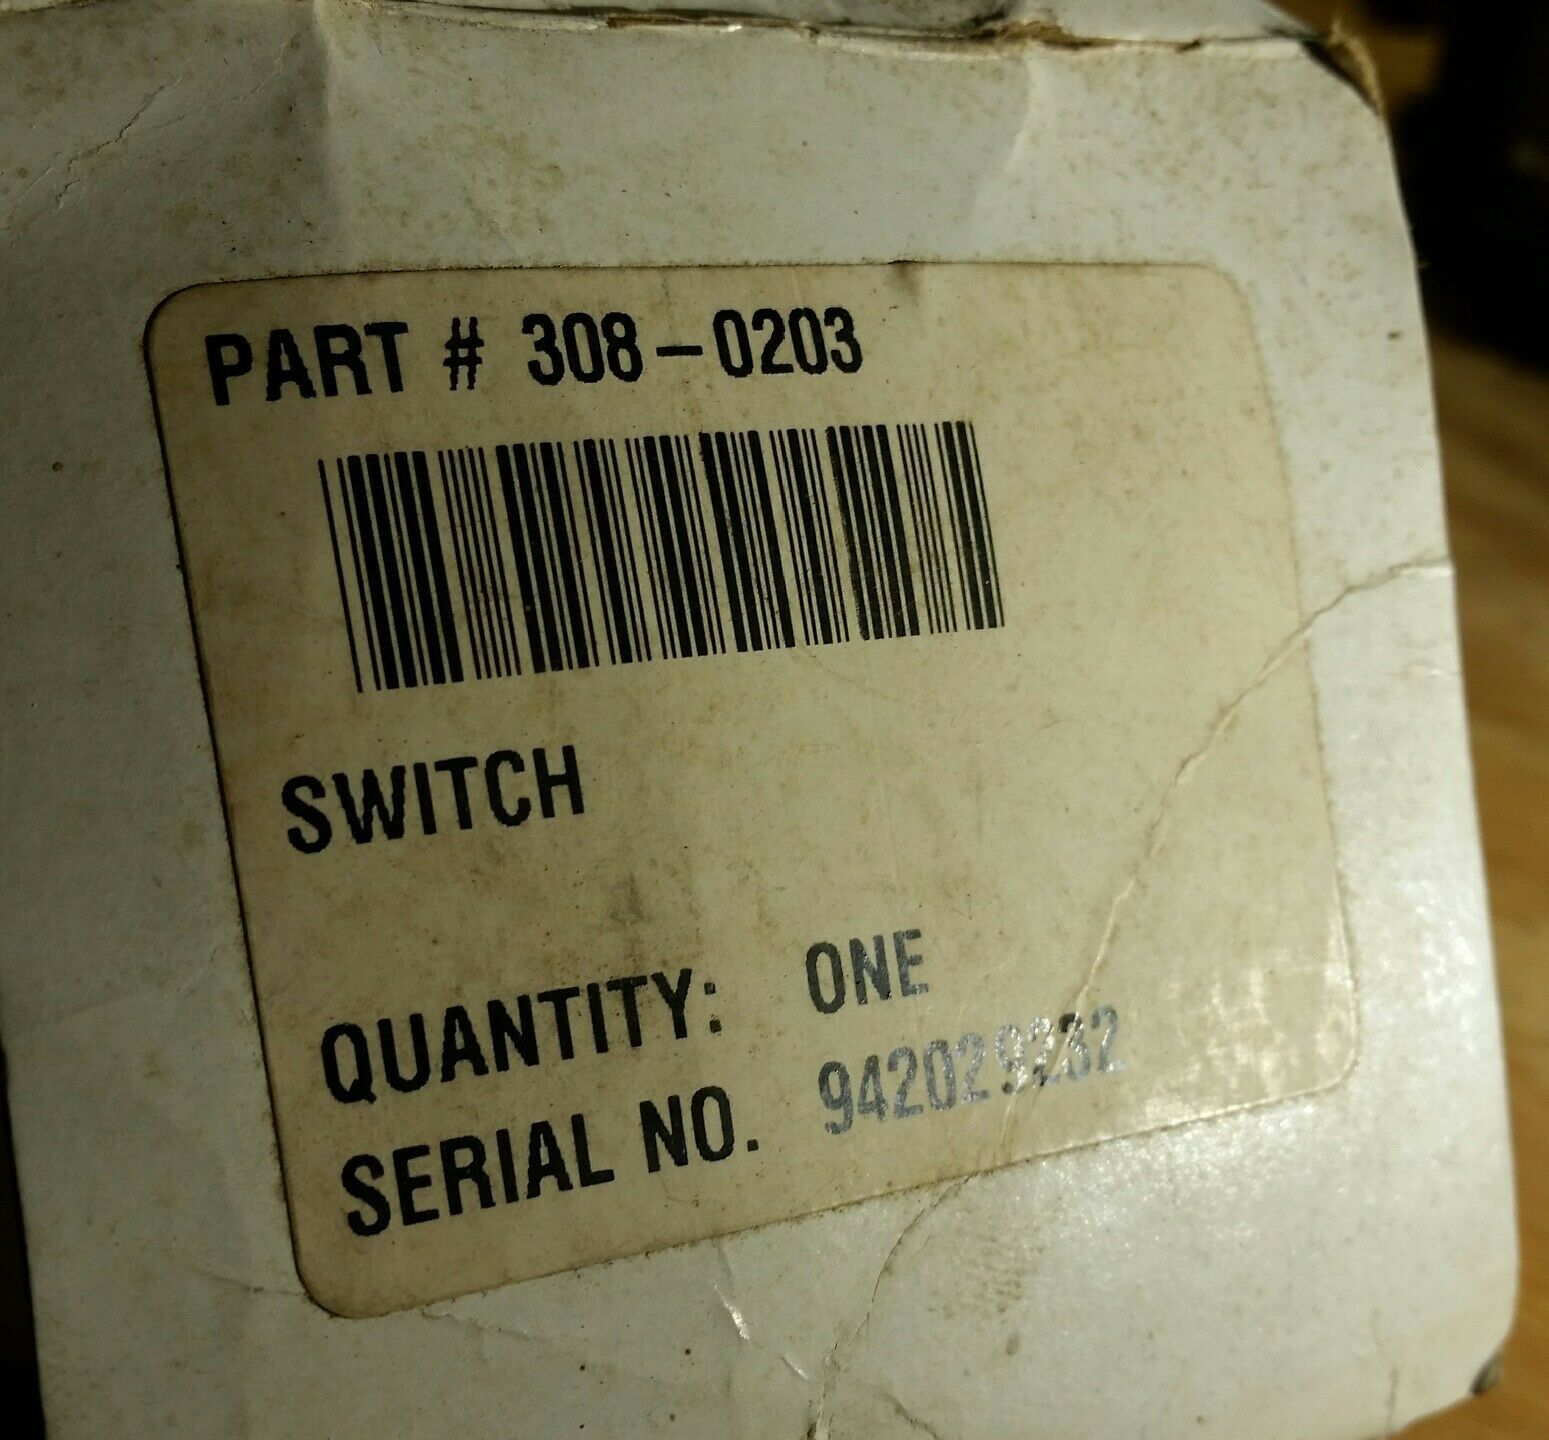 PART # 308-0203
SWITCH
QUANTITY: ONE
SERIAL NO. 942029232